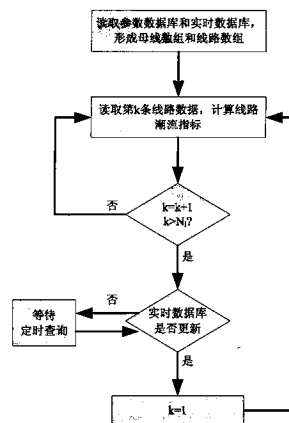 读取参数数据库和实时数据库，
形成母线数组和线路数组
读取第k条线路数据，计算线路
潮流指标
否
k=k+1
k>Nl?
是
否
等待
定时查询
实时数据库
是否更新
是
k=1